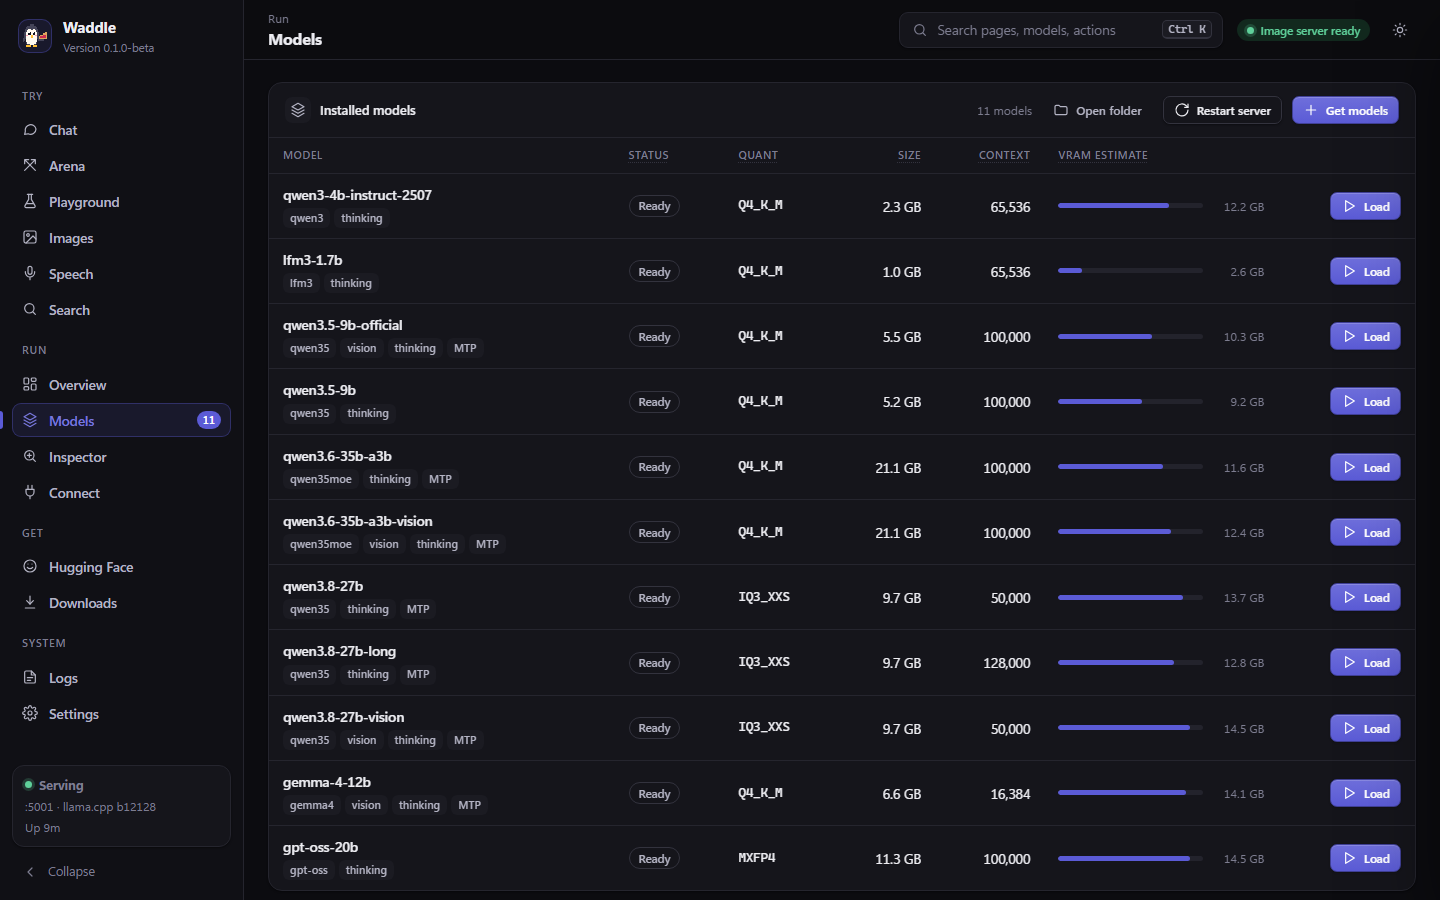 Waddle
Version 0.1.0-beta
TRY
Chat
Arena
Playground
Images
Speech
Search
RUN
Overview
Models 11
Inspector
Connect
GET
Hugging Face
Downloads
SYSTEM
Logs
Settings
Serving
:5001 · llama.cpp b12128
Up 9m
Collapse
Run
Models
Search pages, models, actions Ctrl K
Image server ready
Installed models
11 models Open folder Restart server Get models
MODEL STATUS QUANT SIZE CONTEXT VRAM ESTIMATE
qwen3-4b-instruct-2507
qwen3 thinking
Ready Q4_K_M 2.3 GB 65,536 12.2 GB Load
lfm3-1.7b
lfm3 thinking
Ready Q4_K_M 1.0 GB 65,536 2.6 GB Load
qwen3.5-9b-official
qwen35 vision thinking MTP
Ready Q4_K_M 5.5 GB 100,000 10.3 GB Load
qwen3.5-9b
qwen35 thinking
Ready Q4_K_M 5.2 GB 100,000 9.2 GB Load
qwen3.6-35b-a3b
qwen35moe thinking MTP
Ready Q4_K_M 21.1 GB 100,000 11.6 GB Load
qwen3.6-35b-a3b-vision
qwen35moe vision thinking MTP
Ready Q4_K_M 21.1 GB 100,000 12.4 GB Load
qwen3.8-27b
qwen35 thinking MTP
Ready IQ3_XXS 9.7 GB 50,000 13.7 GB Load
qwen3.8-27b-long
qwen35 thinking MTP
Ready IQ3_XXS 9.7 GB 128,000 12.8 GB Load
qwen3.8-27b-vision
qwen35 vision thinking MTP
Ready IQ3_XXS 9.7 GB 50,000 14.5 GB Load
gemma-4-12b
gemma4 vision thinking MTP
Ready Q4_K_M 6.6 GB 16,384 14.1 GB Load
gpt-oss-20b
gpt-oss thinking
Ready MXFP4 11.3 GB 100,000 14.5 GB Load